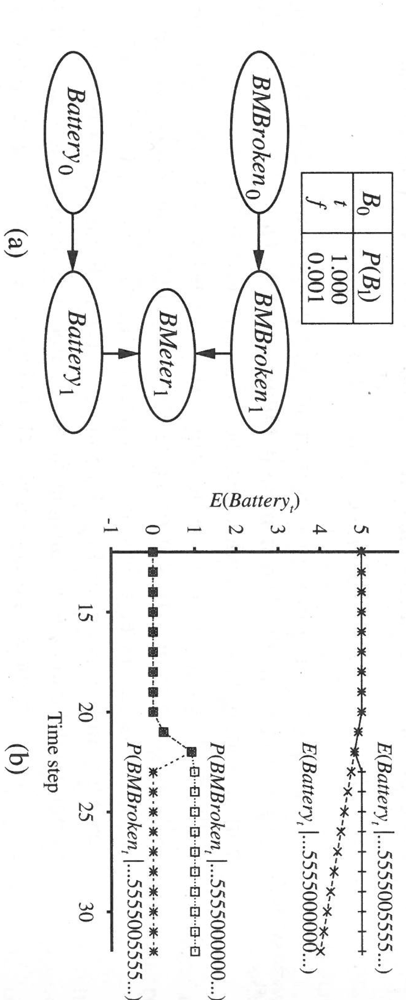 B0 P(B1)
t 1.000
f 0.001
BMBroken0
BMBroken1
BMeter1
Battery0
Battery1
(a)
E(Batteryt)
5
4
3
2
1
0
-1
E(Batteryt |...5555005555...)
E(Batteryt |...5555000000...)
P(BMBrokent |...5555000000...)
P(BMBrokent |...5555005555...)
15 20 25 30
Time step
(b)